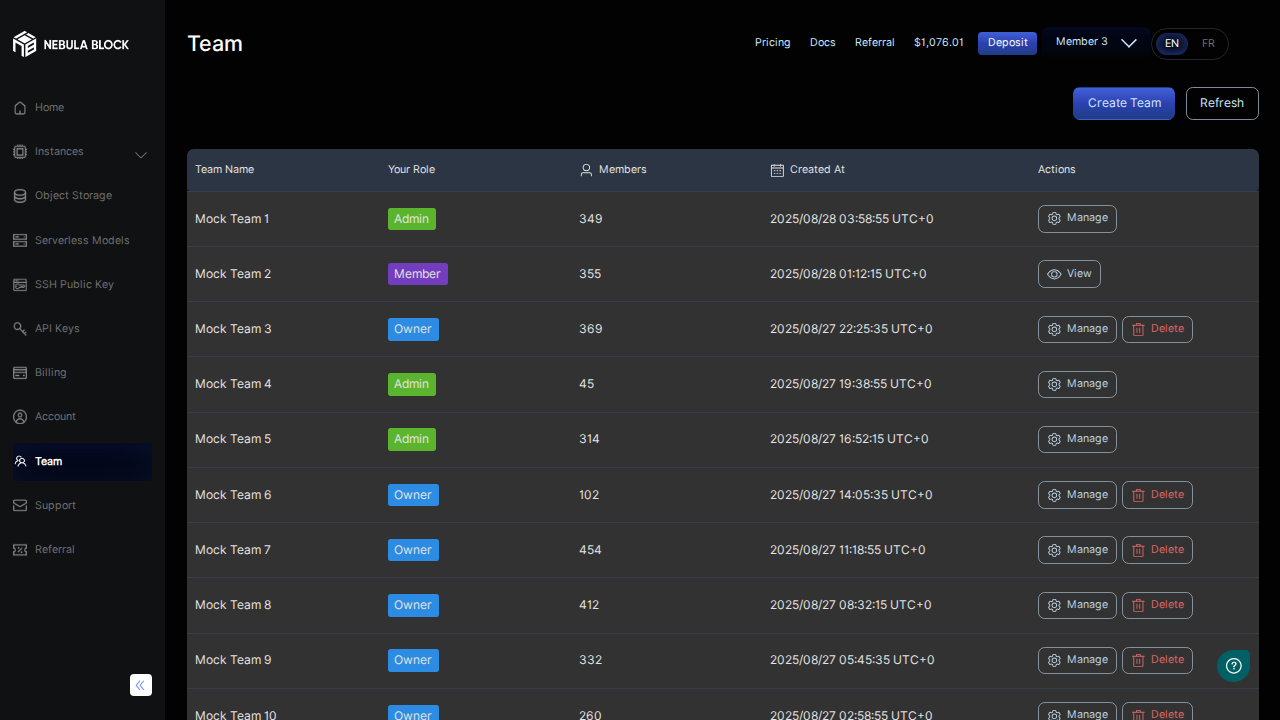 NEBULA BLOCK
Team
Pricing
Docs
Referral
$1,076.01
Deposit
Member 3
EN
FR
Home
Instances
Object Storage
Serverless Models
SSH Public Key
API Keys
Billing
Account
Team
Support
Referral
Create Team
Refresh
Team Name Your Role Members Created At Actions
Mock Team 1 Admin 349 2025/08/28 03:58:55 UTC+0 Manage
Mock Team 2 Member 355 2025/08/28 01:12:15 UTC+0 View
Mock Team 3 Owner 369 2025/08/27 22:25:35 UTC+0 Manage Delete
Mock Team 4 Admin 45 2025/08/27 19:38:55 UTC+0 Manage
Mock Team 5 Admin 314 2025/08/27 16:52:15 UTC+0 Manage
Mock Team 6 Owner 102 2025/08/27 14:05:35 UTC+0 Manage Delete
Mock Team 7 Owner 454 2025/08/27 11:18:55 UTC+0 Manage Delete
Mock Team 8 Owner 412 2025/08/27 08:32:15 UTC+0 Manage Delete
Mock Team 9 Owner 332 2025/08/27 05:45:35 UTC+0 Manage Delete
Mock Team 10 Owner 260 2025/08/27 02:58:55 UTC+0 Manage Delete